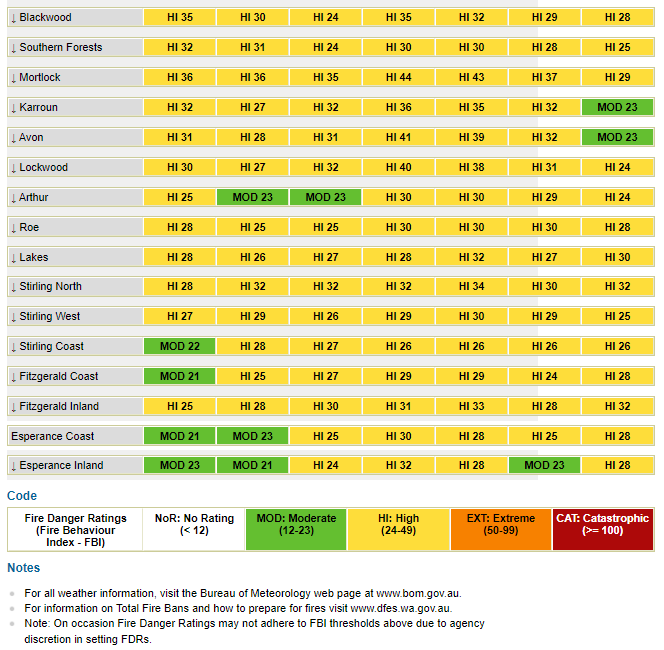 ↓ Blackwood HI 35 HI 30 HI 24 HI 35 HI 32 HI 29 HI 28
↓ Southern Forests HI 32 HI 31 HI 24 HI 30 HI 30 HI 28 HI 25
↓ Mortlock HI 36 HI 36 HI 35 HI 44 HI 43 HI 37 HI 29
↓ Karroun HI 32 HI 27 HI 32 HI 36 HI 35 HI 32 MOD 23
↓ Avon HI 31 HI 28 HI 31 HI 41 HI 39 HI 32 MOD 23
↓ Lockwood HI 30 HI 27 HI 32 HI 40 HI 38 HI 31 HI 24
↓ Arthur HI 25 MOD 23 MOD 23 HI 30 HI 30 HI 29 HI 24
↓ Roe HI 28 HI 25 HI 25 HI 30 HI 30 HI 30 HI 28
↓ Lakes HI 28 HI 26 HI 27 HI 28 HI 32 HI 27 HI 30
↓ Stirling North HI 28 HI 32 HI 32 HI 32 HI 34 HI 30 HI 32
↓ Stirling West HI 27 HI 29 HI 26 HI 29 HI 30 HI 29 HI 25
↓ Stirling Coast MOD 22 HI 28 HI 27 HI 26 HI 26 HI 26 HI 26
↓ Fitzgerald Coast MOD 21 HI 25 HI 27 HI 29 HI 29 HI 24 HI 28
↓ Fitzgerald Inland HI 25 HI 28 HI 30 HI 31 HI 33 HI 28 HI 32
Esperance Coast MOD 21 MOD 23 HI 25 HI 30 HI 28 HI 25 HI 28
↓ Esperance Inland MOD 23 MOD 21 HI 24 HI 32 HI 28 MOD 23 HI 28
Code
Fire Danger Ratings
(Fire Behaviour
Index - FBI)
NoR: No Rating
(< 12)
MOD: Moderate
(12-23)
HI: High
(24-49)
EXT: Extreme
(50-99)
CAT: Catastrophic
(>= 100)
Notes
For all weather information, visit the Bureau of Meteorology web page at www.bom.gov.au.
For information on Total Fire Bans and how to prepare for fires visit www.dfes.wa.gov.au.
Note: On occasion Fire Danger Ratings may not adhere to FBI thresholds above due to agency
discretion in setting FDRs.